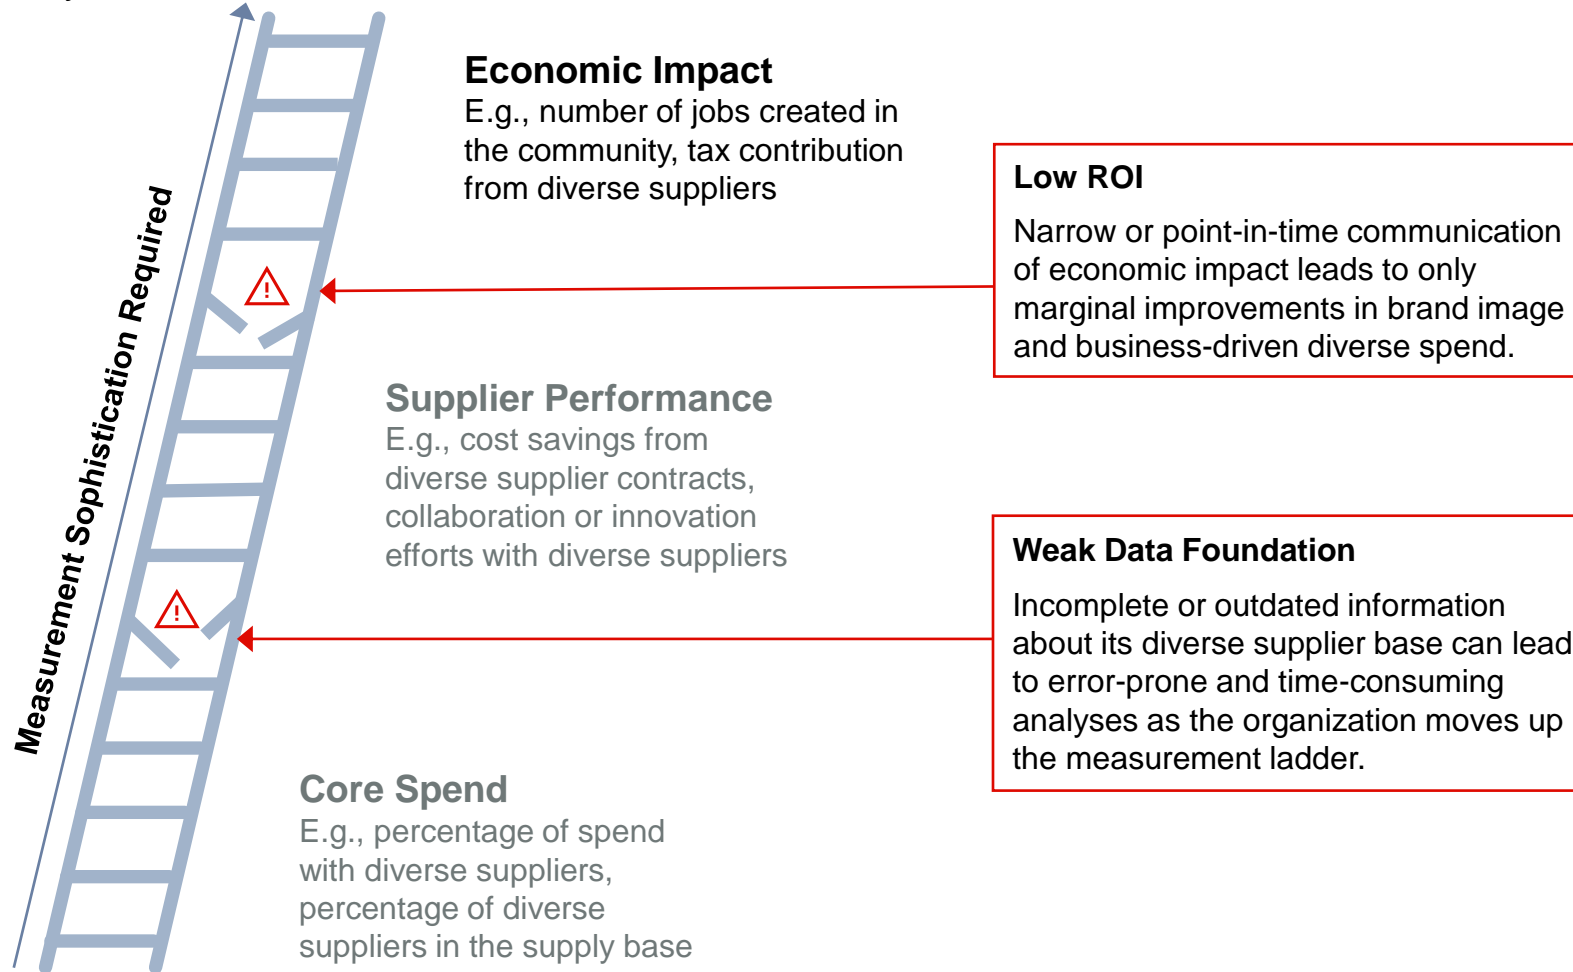 Economic Impact
E.g., number of jobs created in
the community, tax contribution
from diverse suppliers
Low ROI
Narrow or point-in-time communication
of economic impact leads to only
marginal improvements in brand image
and business-driven diverse spend.
Measurement Sophistication Required
Supplier Performance
E.g., cost savings from
diverse supplier contracts,
collaboration or innovation
efforts with diverse suppliers
Weak Data Foundation
Incomplete or outdated information
about its diverse supplier base can lead
to error-prone and time-consuming
analyses as the organization moves up
the measurement ladder.
Core Spend
E.g., percentage of spend
with diverse suppliers,
percentage of diverse
suppliers in the supply base